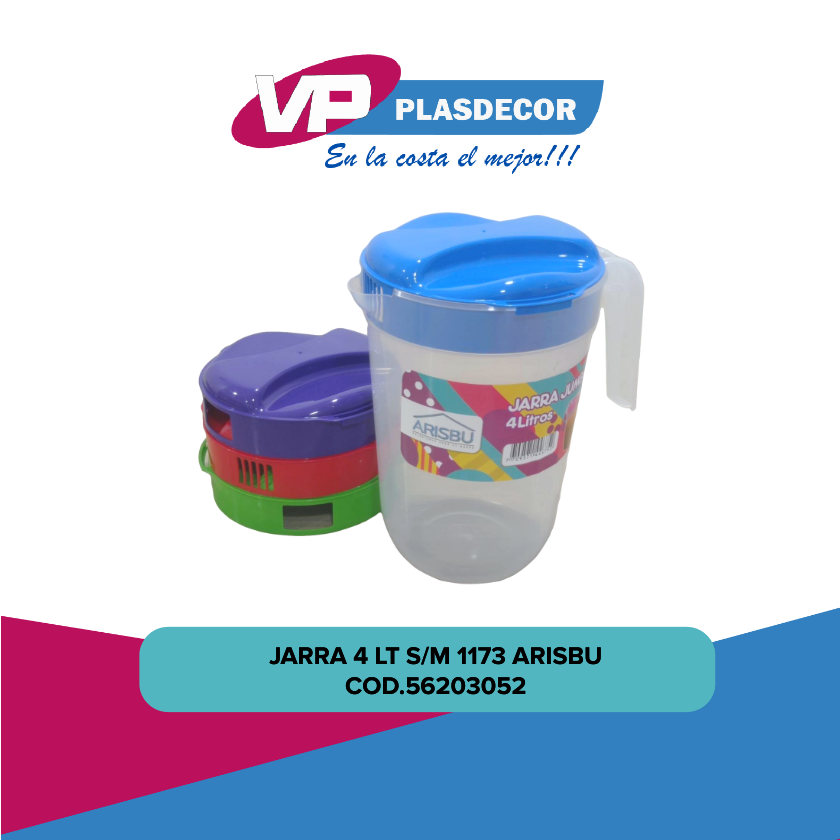 VP PLASDECOR
En la costa el mejor!!!
JARRA JUM
4Litros
ARISBU
JARRA 4 LT S/M 1173 ARISBU
COD.56203052